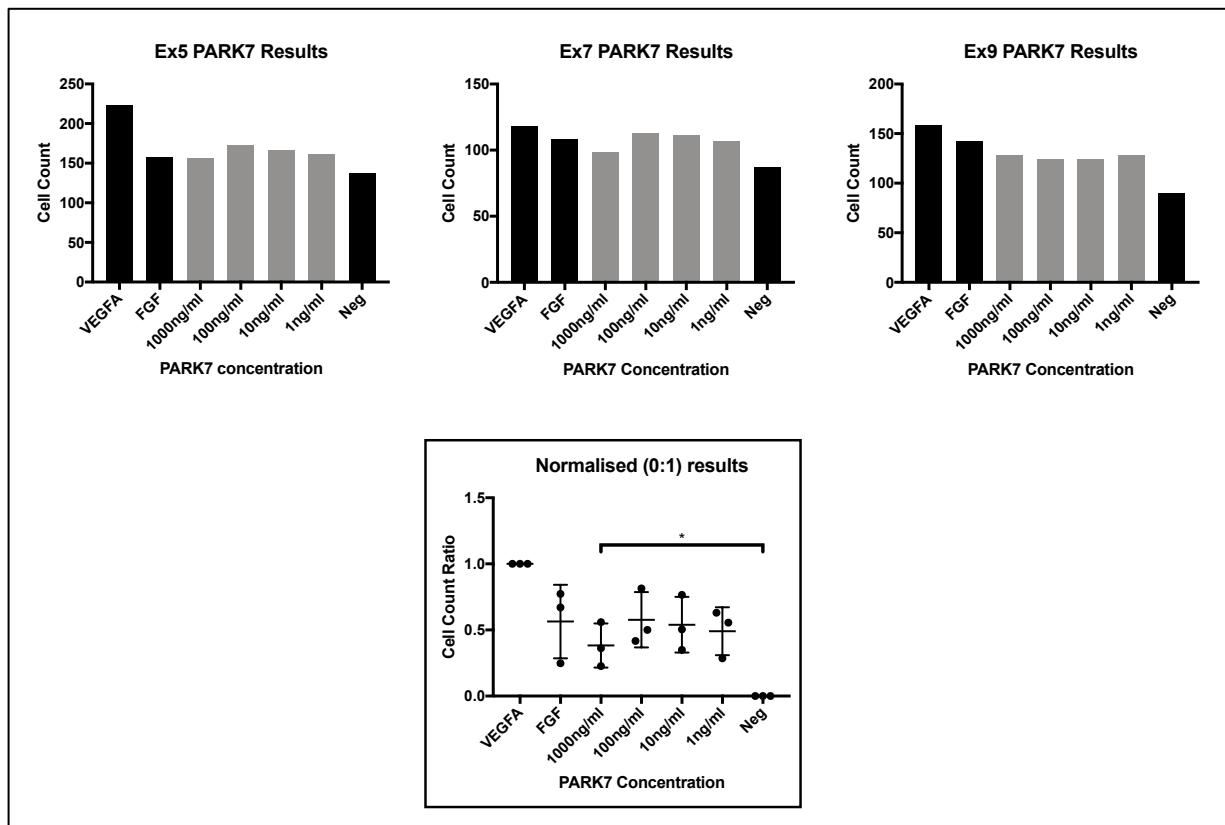 Ex5 PARK7 Results
Cell Count
250
200
150
100
50
0
VEGFA
FGF
1000ng/ml
100ng/ml
10ng/ml
1ng/ml
Neg
PARK7 concentration
Ex7 PARK7 Results
Cell Count
150
100
50
0
VEGFA
FGF
1000ng/ml
100ng/ml
10ng/ml
1ng/ml
Neg
PARK7 Concentration
Ex9 PARK7 Results
Cell Count
200
150
100
50
0
VEGFA
FGF
1000ng/ml
100ng/ml
10ng/ml
1ng/ml
Neg
PARK7 Concentration
Normalised (0:1) results
Cell Count Ratio
1.5
1.0
0.5
0.0
*
VEGFA
FGF
1000ng/ml
100ng/ml
10ng/ml
1ng/ml
Neg
PARK7 Concentration